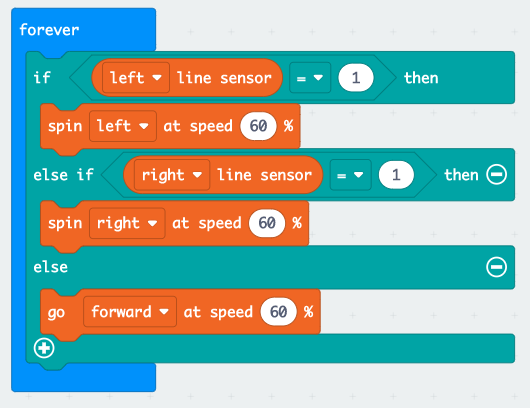 forever
if left line sensor = 1 then
spin left at speed 60 %
else if right line sensor = 1 then
spin right at speed 60 %
else
go forward at speed 60 %